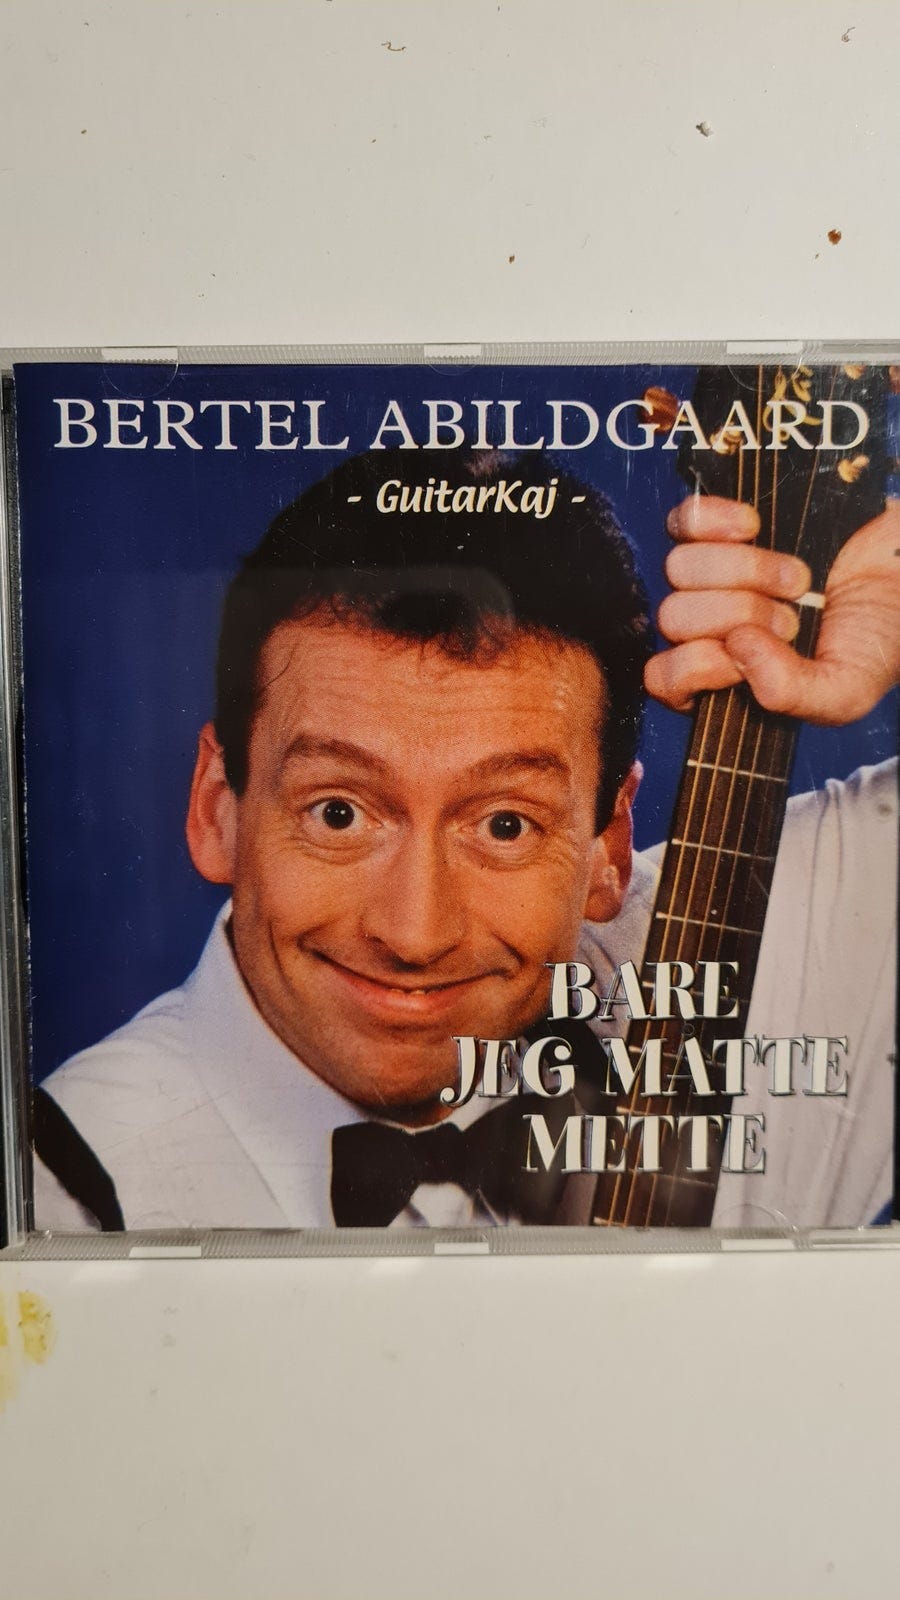 BERTEL ABILDGAARD
- GuitarKaj -
BARE
JEG MÅTTE
METTE